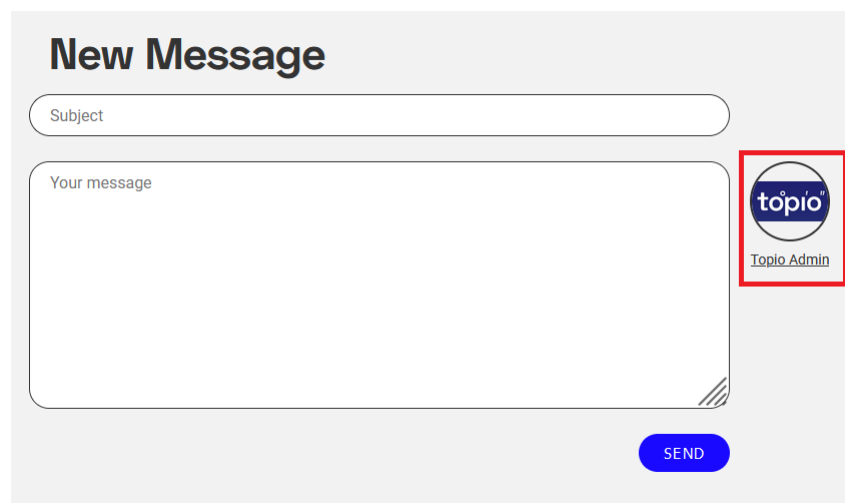 New Message
Subject
Your message
topio
Topio Admin
SEND